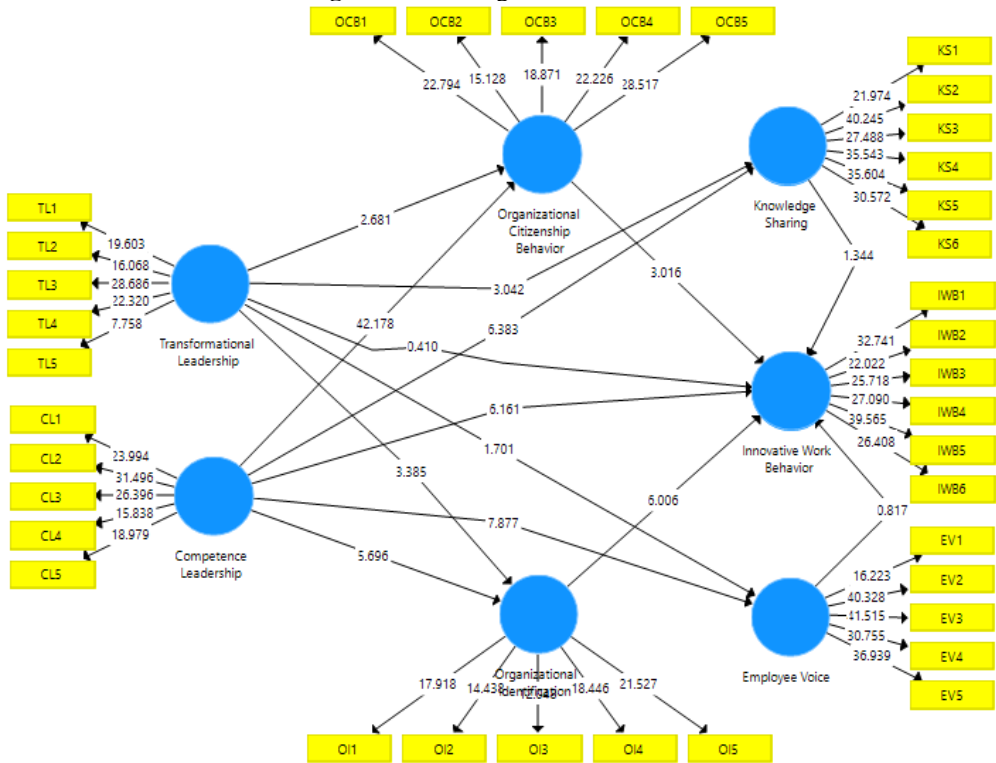 OCB1
OCB2
OCB3
OCB4
OCB5
22.794
15.128
18.871
22.226
28.517
Organizational
Citizenship
Behavior
KS1
KS2
KS3
KS4
KS5
KS6
21.974
40.245
27.488
35.543
35.604
30.572
Knowledge
Sharing
TL1
TL2
TL3
TL4
TL5
19.603
16.068
28.686
22.320
7.758
Transformational
Leadership
2.681
3.042
0.410
1.701
3.385
42.178
6.383
6.161
7.877
5.696
3.016
1.344
6.006
0.817
CL1
CL2
CL3
CL4
CL5
23.994
31.496
26.396
15.838
18.979
Competence
Leadership
IWB1
IWB2
IWB3
IWB4
IWB5
IWB6
32.741
22.022
25.718
27.090
39.565
26.408
Innovative Work
Behavior
EV1
EV2
EV3
EV4
EV5
16.223
40.328
41.515
30.755
36.939
Employee Voice
Organizational
Identification
17.918
14.438
18.446
21.527
OI1
OI2
OI3
OI4
OI5